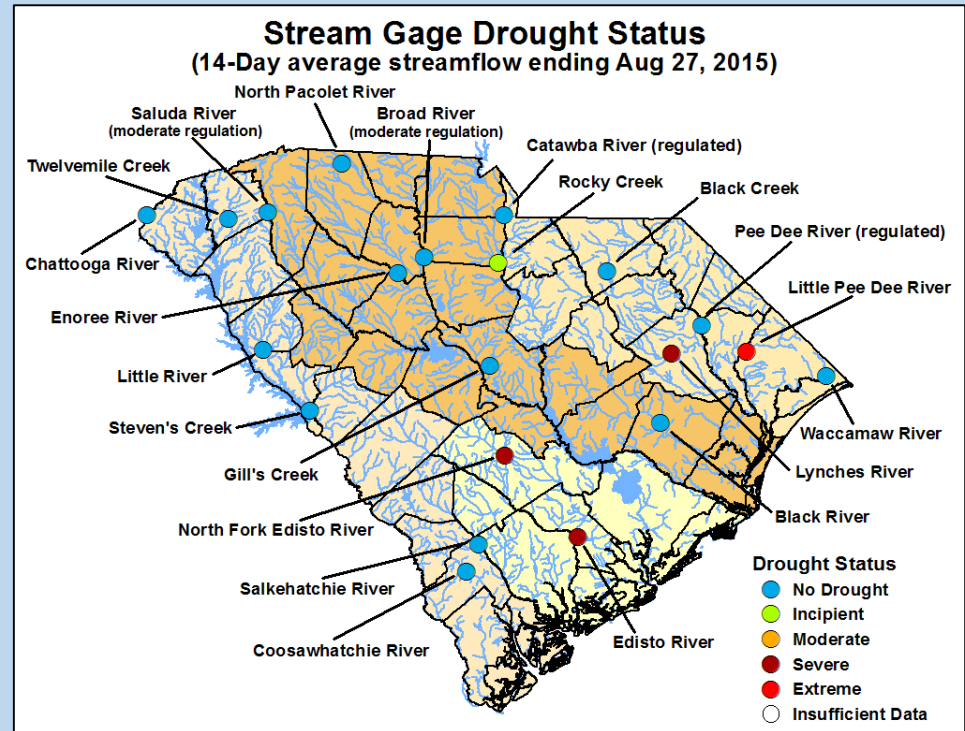 Stream Gage Drought Status
(14-Day average streamflow ending Aug 27, 2015)
North Pacolet River
Saluda River
(moderate regulation)
Broad River
(moderate regulation)
Twelvemile Creek
Catawba River (regulated)
Rocky Creek
Black Creek
Pee Dee River (regulated)
Chattooga River
Little Pee Dee River
Enoree River
Little River
Steven's Creek
Waccamaw River
Gill's Creek
Lynches River
North Fork Edisto River
Black River
Salkehatchie River
Coosawhatchie River
Edisto River
Drought Status
No Drought
Incipient
Moderate
Severe
Extreme
Insufficient Data